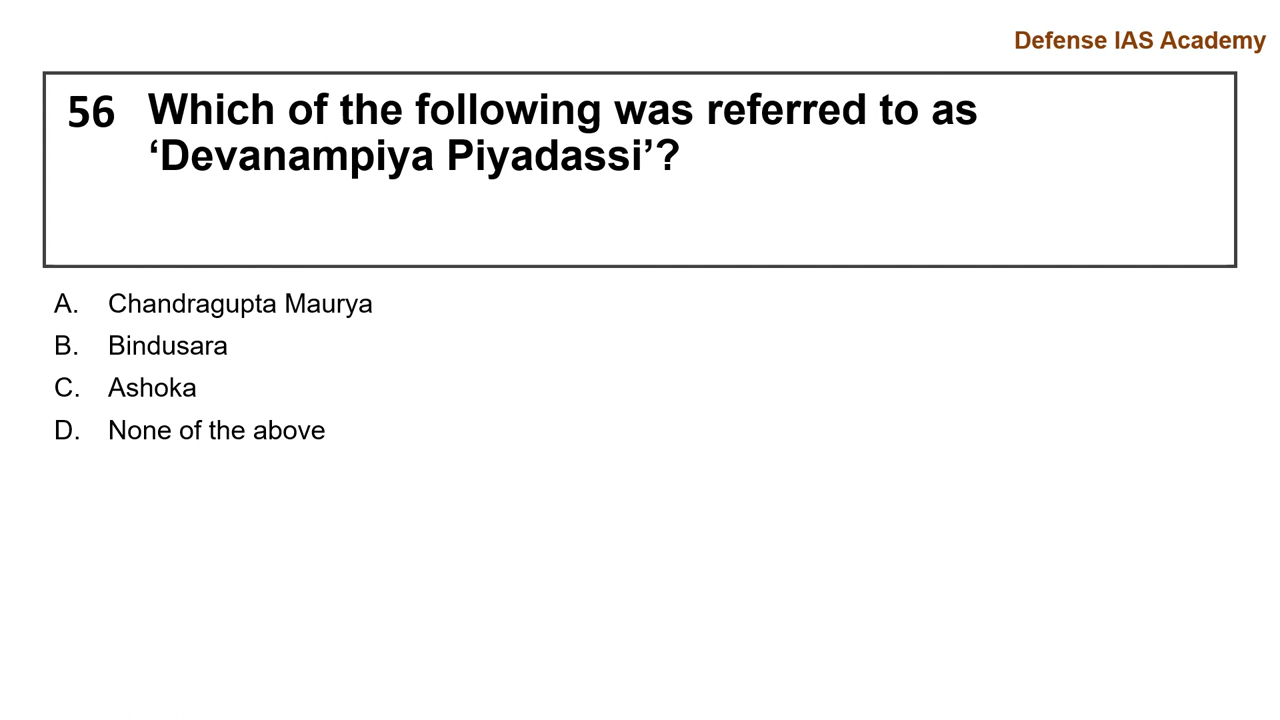 Defense IAS Academy
56 Which of the following was referred to as
‘Devanampiya Piyadassi’?
A. Chandragupta Maurya
B. Bindusara
C. Ashoka
D. None of the above